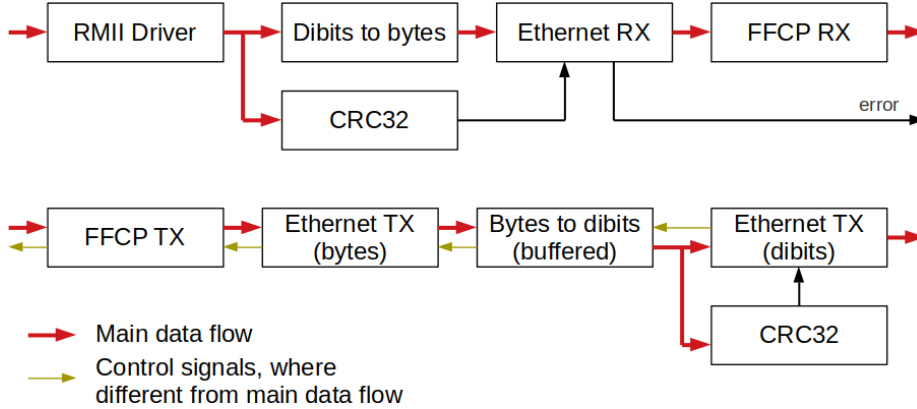 RMII Driver
Dibits to bytes
Ethernet RX
FFCP RX
CRC32
error
FFCP TX
Ethernet TX
(bytes)
Bytes to dibits
(buffered)
Ethernet TX
(dibits)
CRC32
Main data flow
Control signals, where
different from main data flow